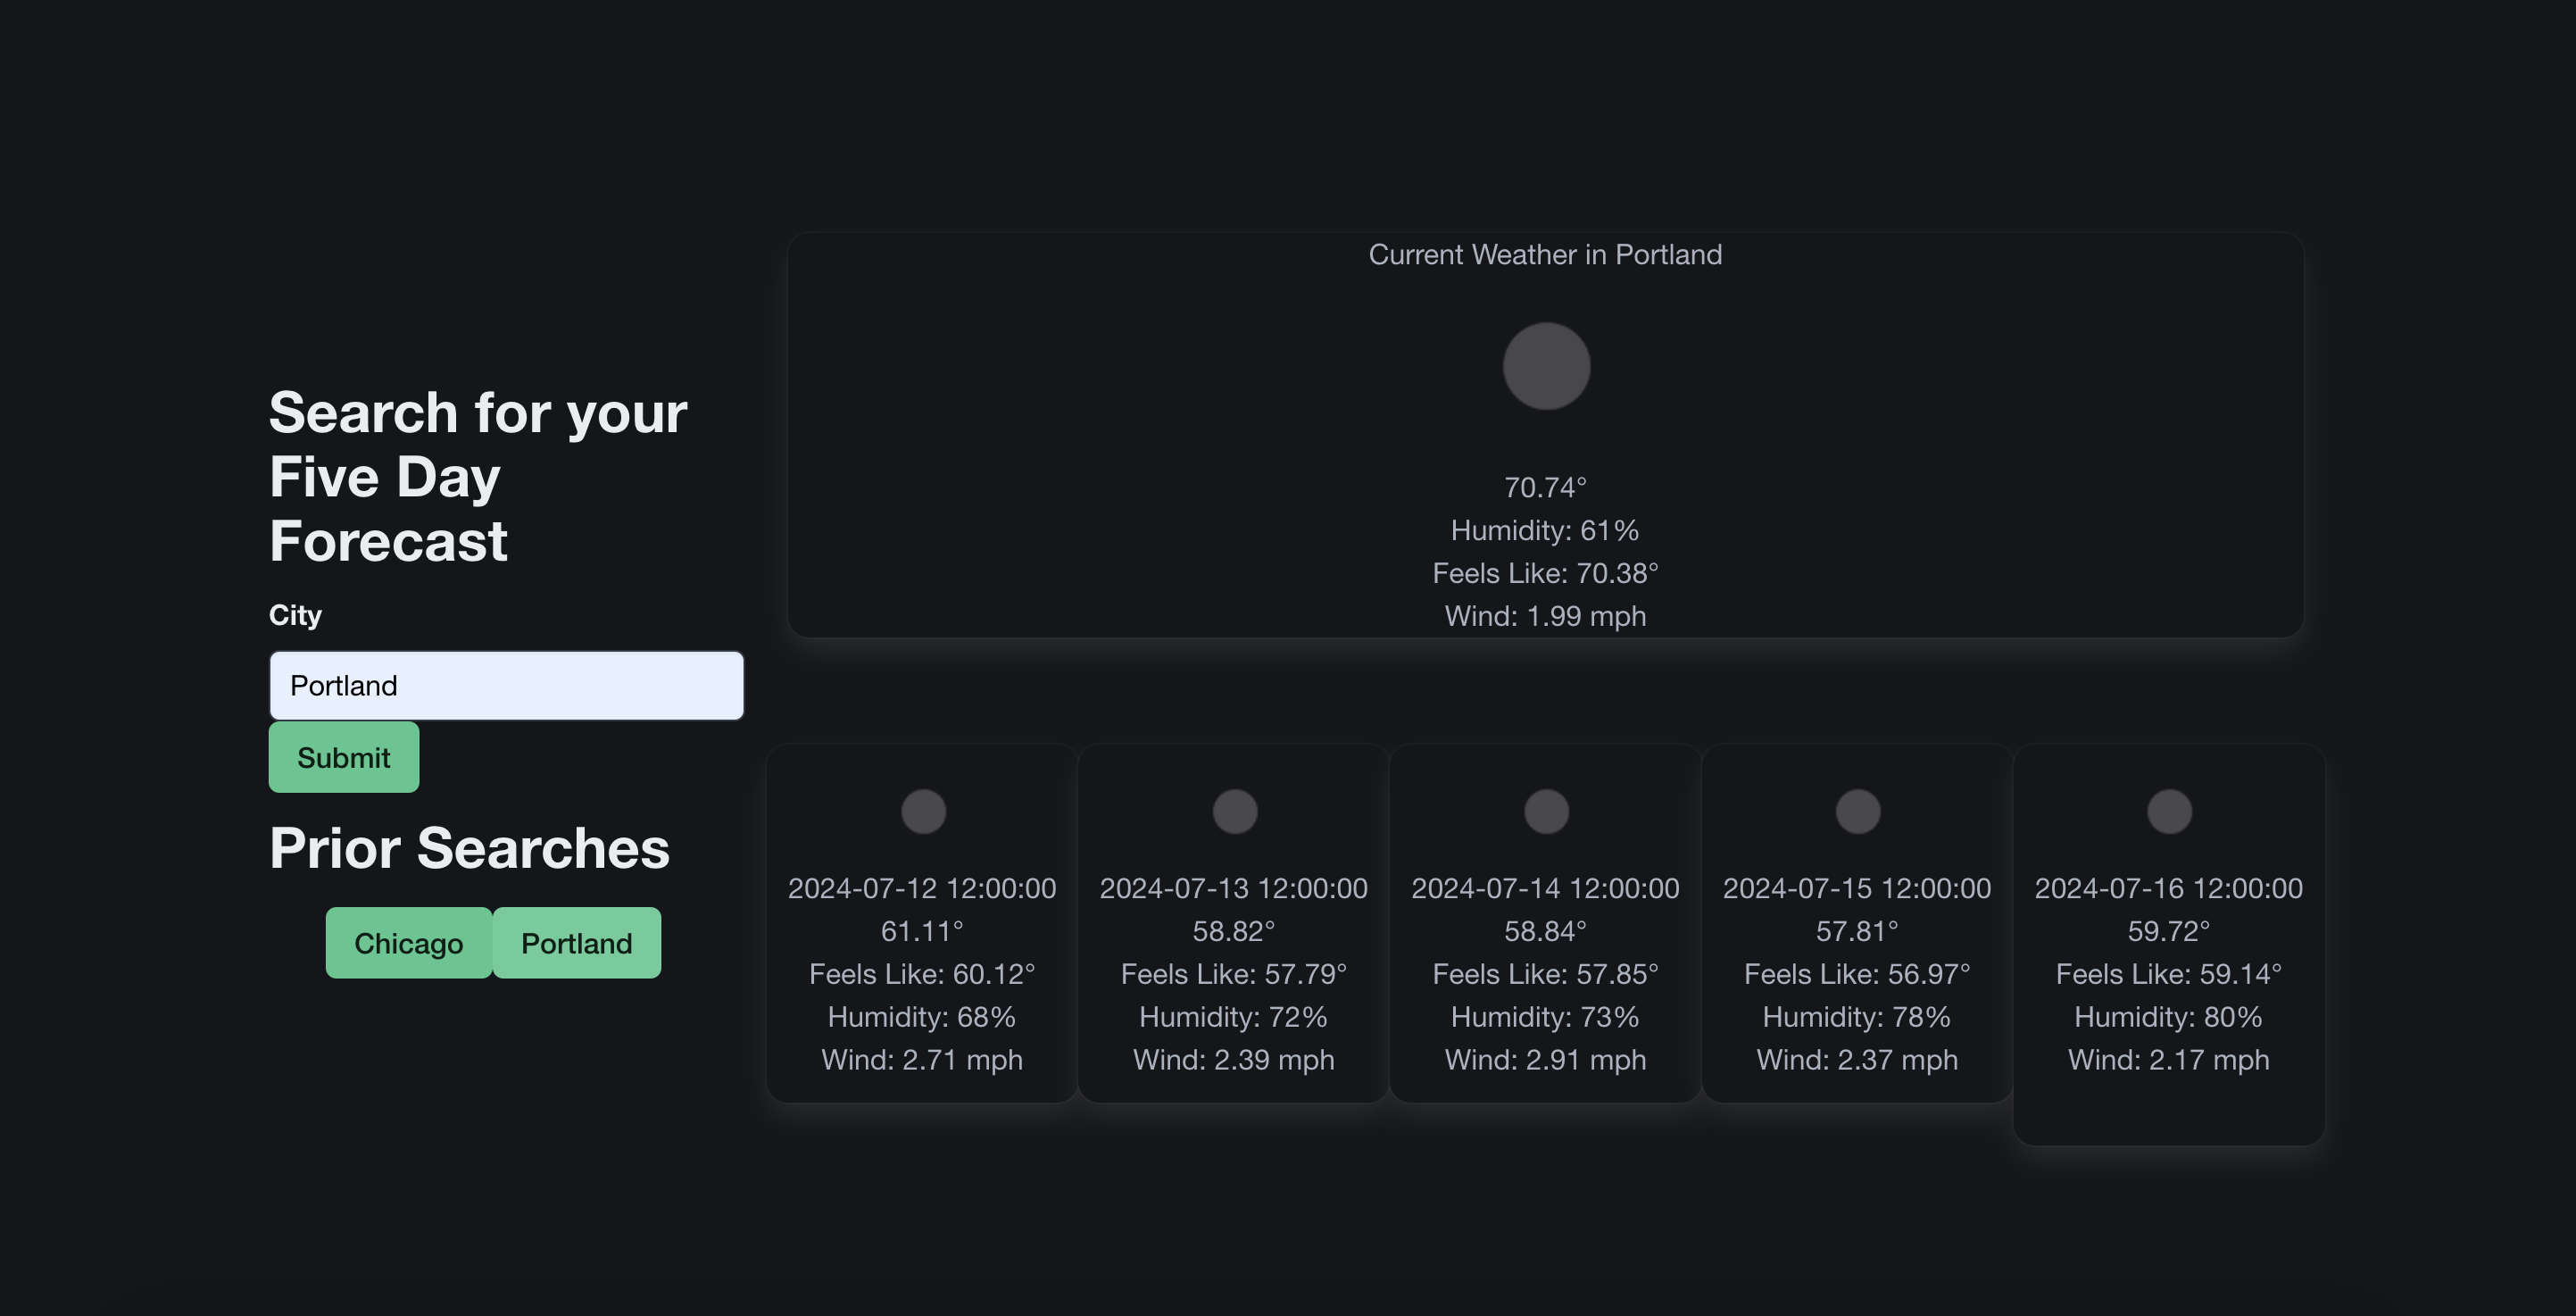 Search for your
Five Day
Forecast
City
Portland
Submit
Prior Searches
Chicago
Portland
Current Weather in Portland
70.74°
Humidity: 61%
Feels Like: 70.38°
Wind: 1.99 mph
2024-07-12 12:00:00
61.11°
Feels Like: 60.12°
Humidity: 68%
Wind: 2.71 mph
2024-07-13 12:00:00
58.82°
Feels Like: 57.79°
Humidity: 72%
Wind: 2.39 mph
2024-07-14 12:00:00
58.84°
Feels Like: 57.85°
Humidity: 73%
Wind: 2.91 mph
2024-07-15 12:00:00
57.81°
Feels Like: 56.97°
Humidity: 78%
Wind: 2.37 mph
2024-07-16 12:00:00
59.72°
Feels Like: 59.14°
Humidity: 80%
Wind: 2.17 mph